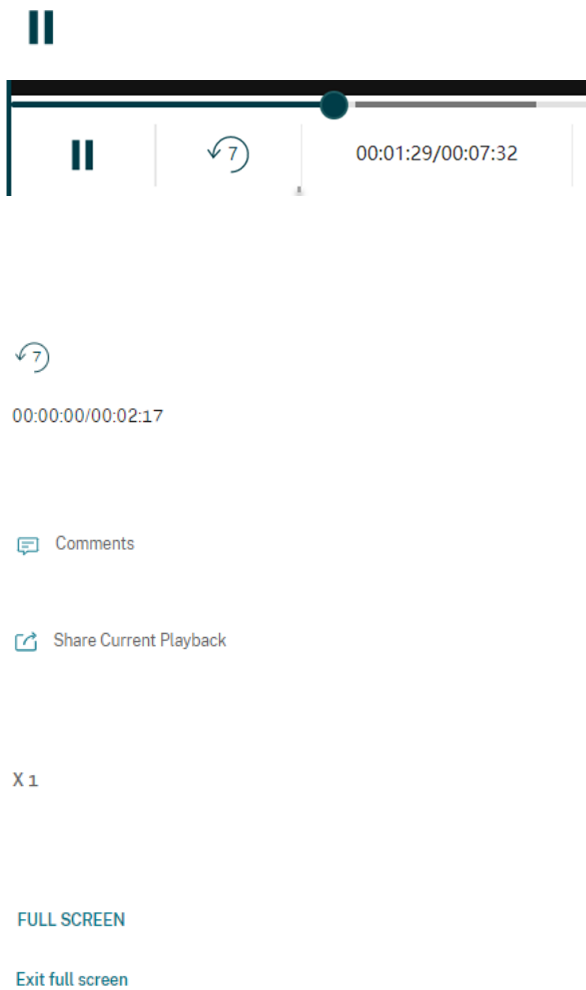 7
00:01:29/00:07:32
7
00:00:00/00:02:17
Comments
Share Current Playback
X 1
FULL SCREEN
Exit full screen